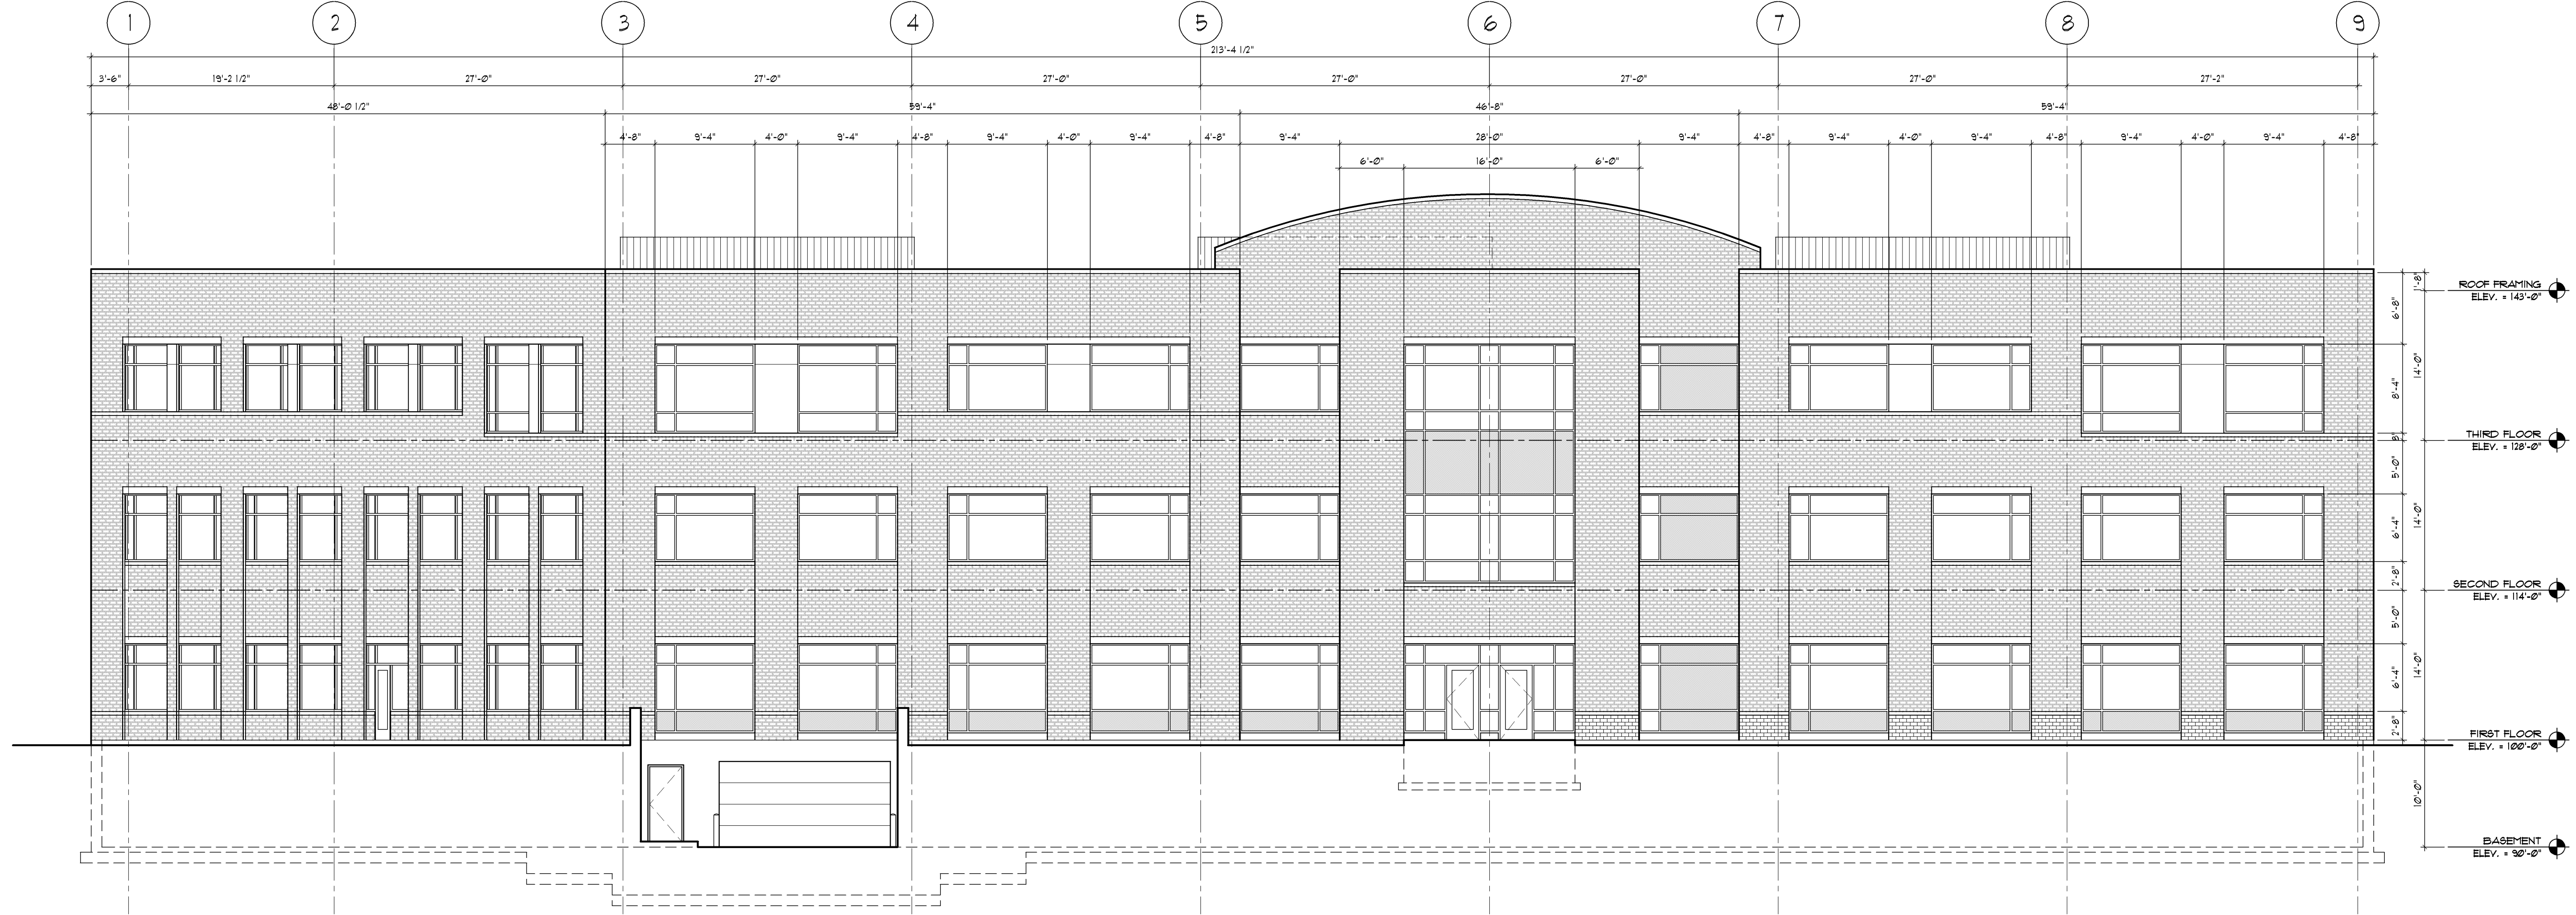 1 2 3 4 5 6 7 8 9
213'-4 1/2"
3'-6" 19'-2 1/2" 27'-0" 27'-0" 27'-0" 27'-0" 27'-0" 27'-0" 27'-2"
48'-0 1/2" 59'-4" 46'-8" 59'-4"
4'-8" 9'-4" 4'-0" 9'-4" 4'-8" 9'-4" 4'-0" 9'-4" 4'-8" 9'-4" 28'-0" 9'-4" 4'-8" 9'-4" 4'-0" 9'-4" 4'-8" 9'-4" 4'-0" 9'-4" 4'-8"
6'-0" 16'-0" 6'-0"
1'-8"
6'-8"
14'-0"
8'-4"
8"
5'-0"
14'-0"
6'-4"
2'-8"
5'-0"
14'-0"
6'-4"
2'-8"
10'-0"
ROOF FRAMING
ELEV. = 143'-0"
THIRD FLOOR
ELEV. = 128'-0"
SECOND FLOOR
ELEV. = 114'-0"
FIRST FLOOR
ELEV. = 100'-0"
BASEMENT
ELEV. = 90'-0"